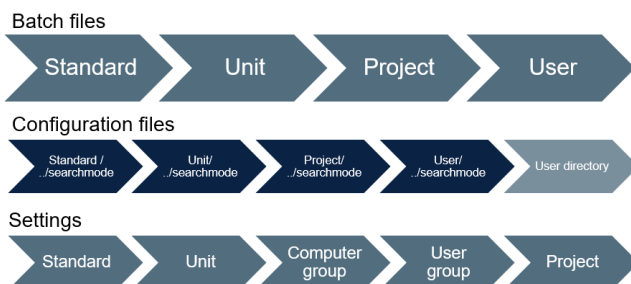 Batch files
Standard
Unit
Project
User
Configuration files
Standard /
../searchmode
Unit/
../searchmode
Project/
../searchmode
User/
../searchmode
User directory
Settings
Standard
Unit
Computer
group
User
group
Project